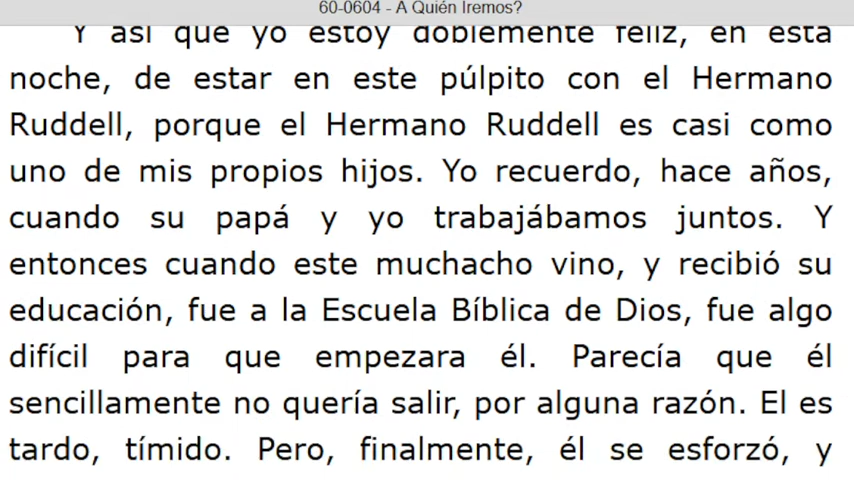 60-0604 - A Quién Iremos?
Y así que yo estoy doblemente feliz, en esta
noche, de estar en este púlpito con el Hermano
Ruddell, porque el Hermano Ruddell es casi como
uno de mis propios hijos. Yo recuerdo, hace años,
cuando su papá y yo trabajábamos juntos. Y
entonces cuando este muchacho vino, y recibió su
educación, fue a la Escuela Bíblica de Dios, fue algo
difícil para que empezara él. Parecía que él
sencillamente no quería salir, por alguna razón. El es
tardo, tímido. Pero, finalmente, él se esforzó, y